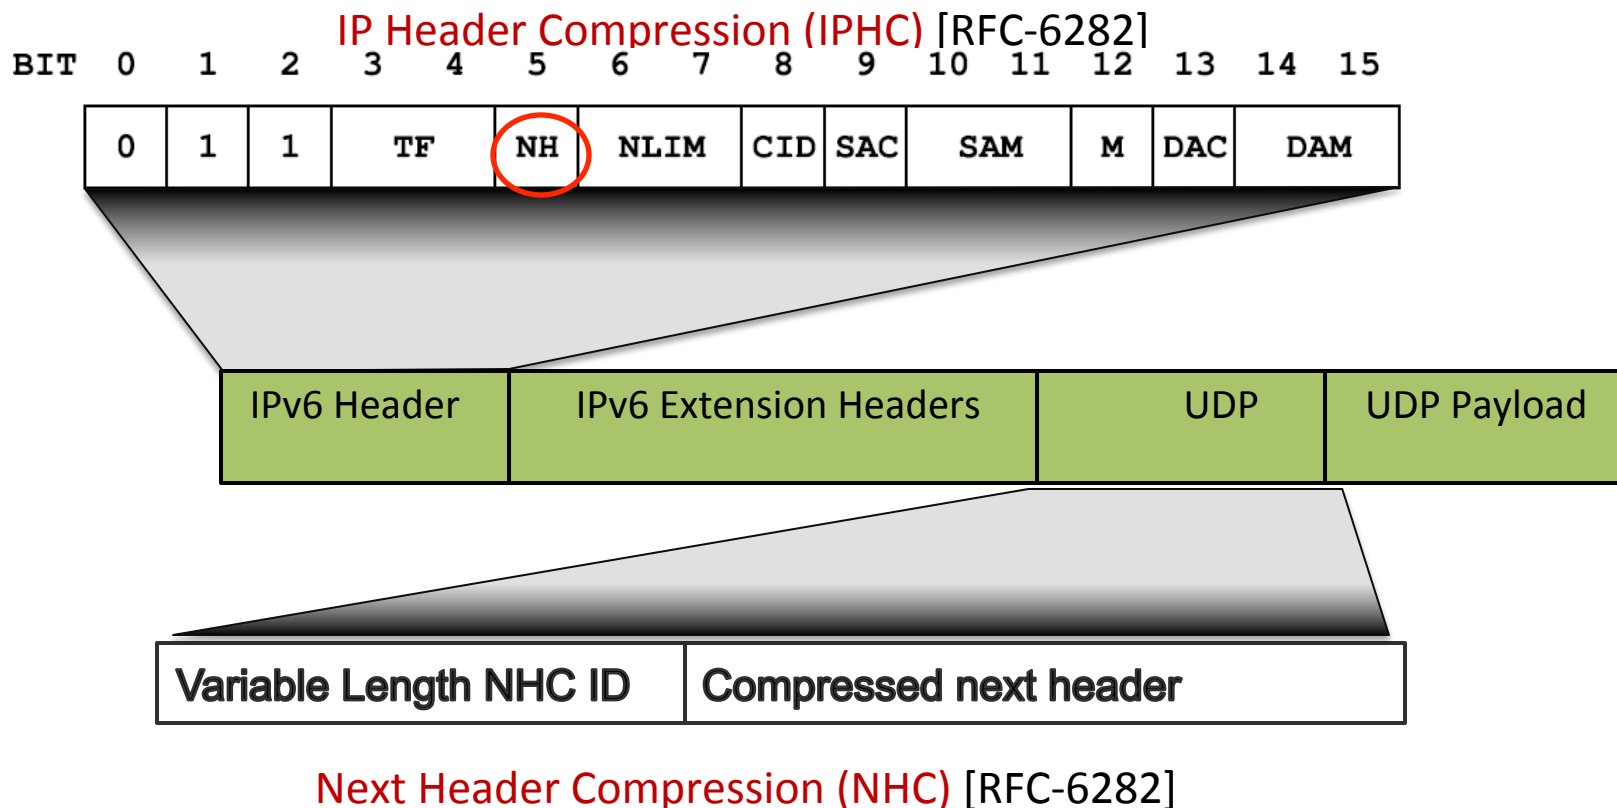 IP Header Compression (IPHC) [RFC-6282]
BIT 0 1 2 3 4 5 6 7 8 9 10 11 12 13 14 15
0 1 1 TF NH NLIM CID SAC SAM M DAC DAM
IPv6 Header IPv6 Extension Headers UDP UDP Payload
Variable Length NHC ID Compressed next header
Next Header Compression (NHC) [RFC-6282]